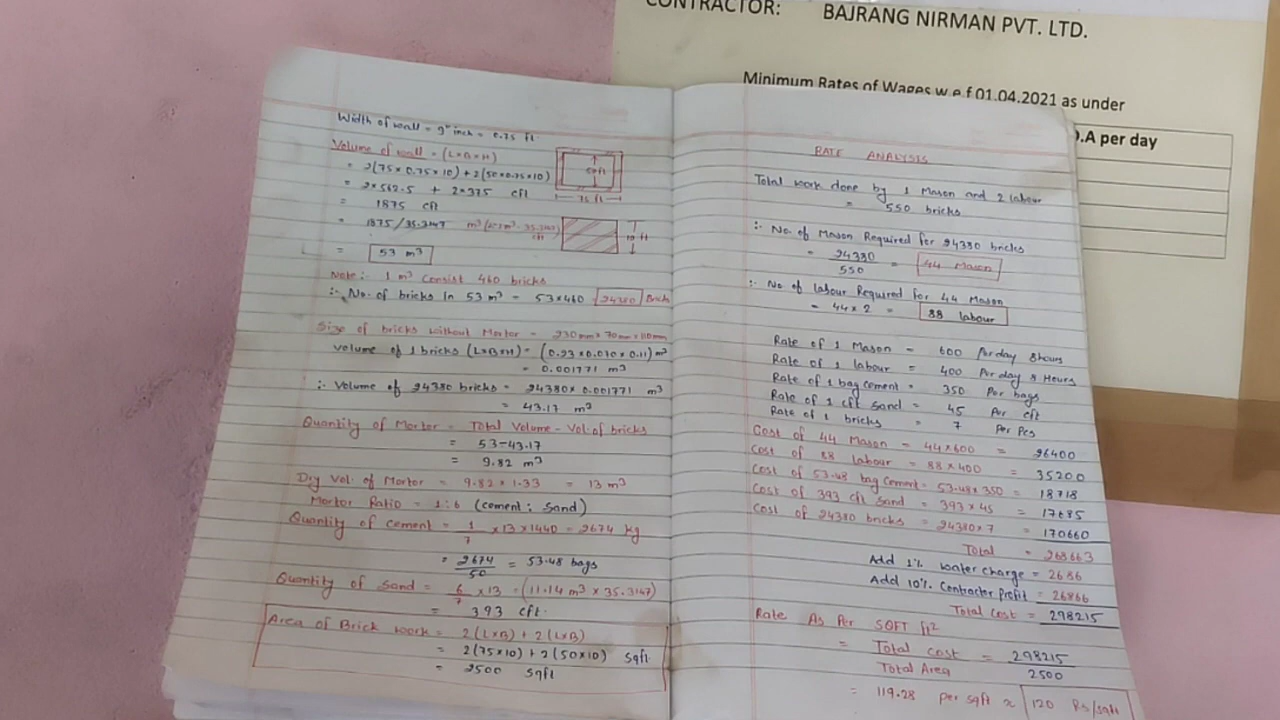 CONTRACTOR: BAJRANG NIRMAN PVT. LTD.
Minimum Rates of Wages w.e.f 01.04.2021 as under
D.A per day
Width of wall = 9" inch = 0.75 ft
Volume of wall = (L×B×H)
= 2(75×0.75×10) + 2(50×0.75×10)
= 2×562.5 + 2×375 cft
= 1875 cft
= 1875/35.3147 m³
= 53 m³
75 ft
10 ft
Note:- 1 m³ Consist 460 bricks
∴ No. of bricks In 53 m³ = 53×460 24380 Brick
Size of bricks without Morter = 230mm × 70mm × 110mm
Volume of 1 bricks (L×B×H) = (0.23×0.070×0.11) m³
= 0.001771 m³
∴ Volume of 24380 bricks = 24380×0.001771 m³
= 43.17 m³
Quantity of Morter = Total Volume - Vol. of bricks
= 53-43.17
= 9.82 m³
Dry Vol. of Morter = 9.82×1.33 = 13 m³
Morter Ratio = 1:6 (cement: sand)
Quantity of cement = 1/7 ×13×1440 = 2674 kg
= 2674/50 = 53.48 bags
Quantity of Sand = 6/7 ×13 = (11.14 m³ × 35.3147)
= 393 cft.
Area of Brick work = 2(L×B) + 2(L×B)
= 2(75×10) + 2(50×10) sqft
= 2500 sqft
RATE ANALYSIS
Total work done by 1 Mason and 2 labour
= 550 bricks
∴ No. of Mason Required for 24380 bricks
= 24380/550 = 44 Mason
∴ No of labour Required for 44 Mason
= 44×2 = 88 labour
Rate of 1 Mason = 600 Per day 8hours
Rate of 1 labour = 400 Per day 8 Hours
Rate of 1 bag cement = 350 Per bags
Rate of 1 cft sand = 45 Per cft
Rate of 1 bricks = 7 Per Pcs
Cost of 44 Mason = 44×600 = 26400
Cost of 88 labour = 88×400 = 35200
Cost of 53.48 bag cement = 53.48×350 = 18718
Cost of 393 cft sand = 393×45 = 17685
Cost of 24380 bricks = 24380×7 = 170660
Total = 268663
Add 1% water charge = 2686
Add 10% Contracter Profit = 26866
Total Cost = 298215
Rate As Per SQFT ft²
= Total cost/Total Area = 298215/2500
= 119.28 per sqft ≈ 120 Rs/sqft